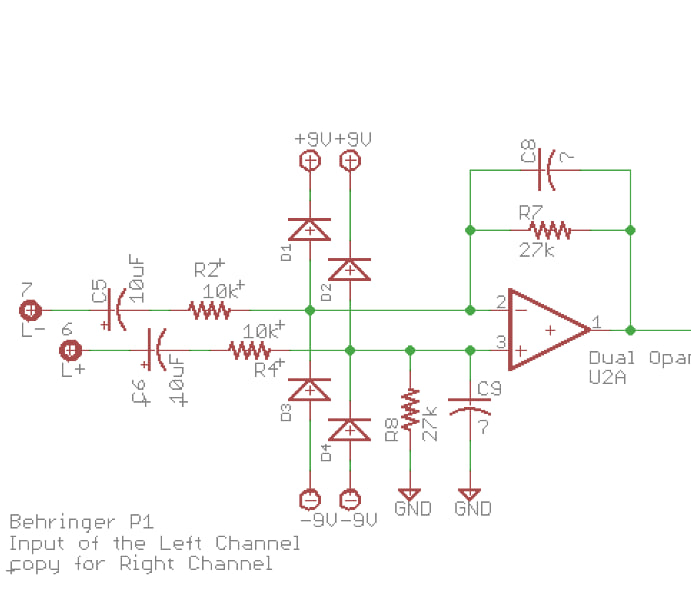 +9V +9V
C8
?
R7
27k
D1
D2
7
C5
10uF
R2
10k
2
1
L-
6
10k
3
L+
C6
10uF
R4
Dual Opa
U2A
D3
D4
R8
27k
C9
?
-9V -9V
GND
GND
Behringer P1
Input of the Left Channel
copy for Right Channel